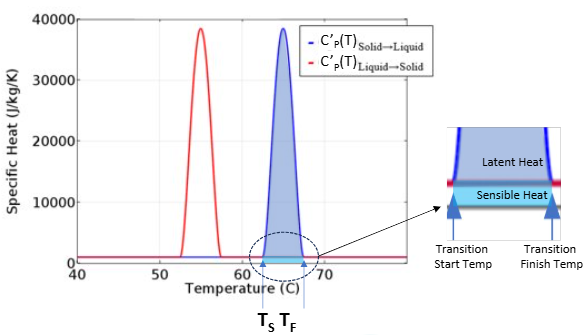 40000
30000
20000
10000
0
Specific Heat (J/kg/K)
40
50
60
70
Temperature (C)
C’P(T)Solid→Liquid
C’P(T)Liquid→Solid
TS TF
Latent Heat
Sensible Heat
Transition
Start Temp
Transition
Finish Temp